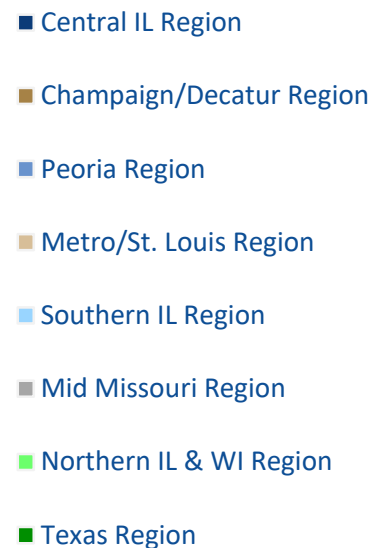 Central IL Region
Champaign/Decatur Region
Peoria Region
Metro/St. Louis Region
Southern IL Region
Mid Missouri Region
Northern IL & WI Region
Texas Region